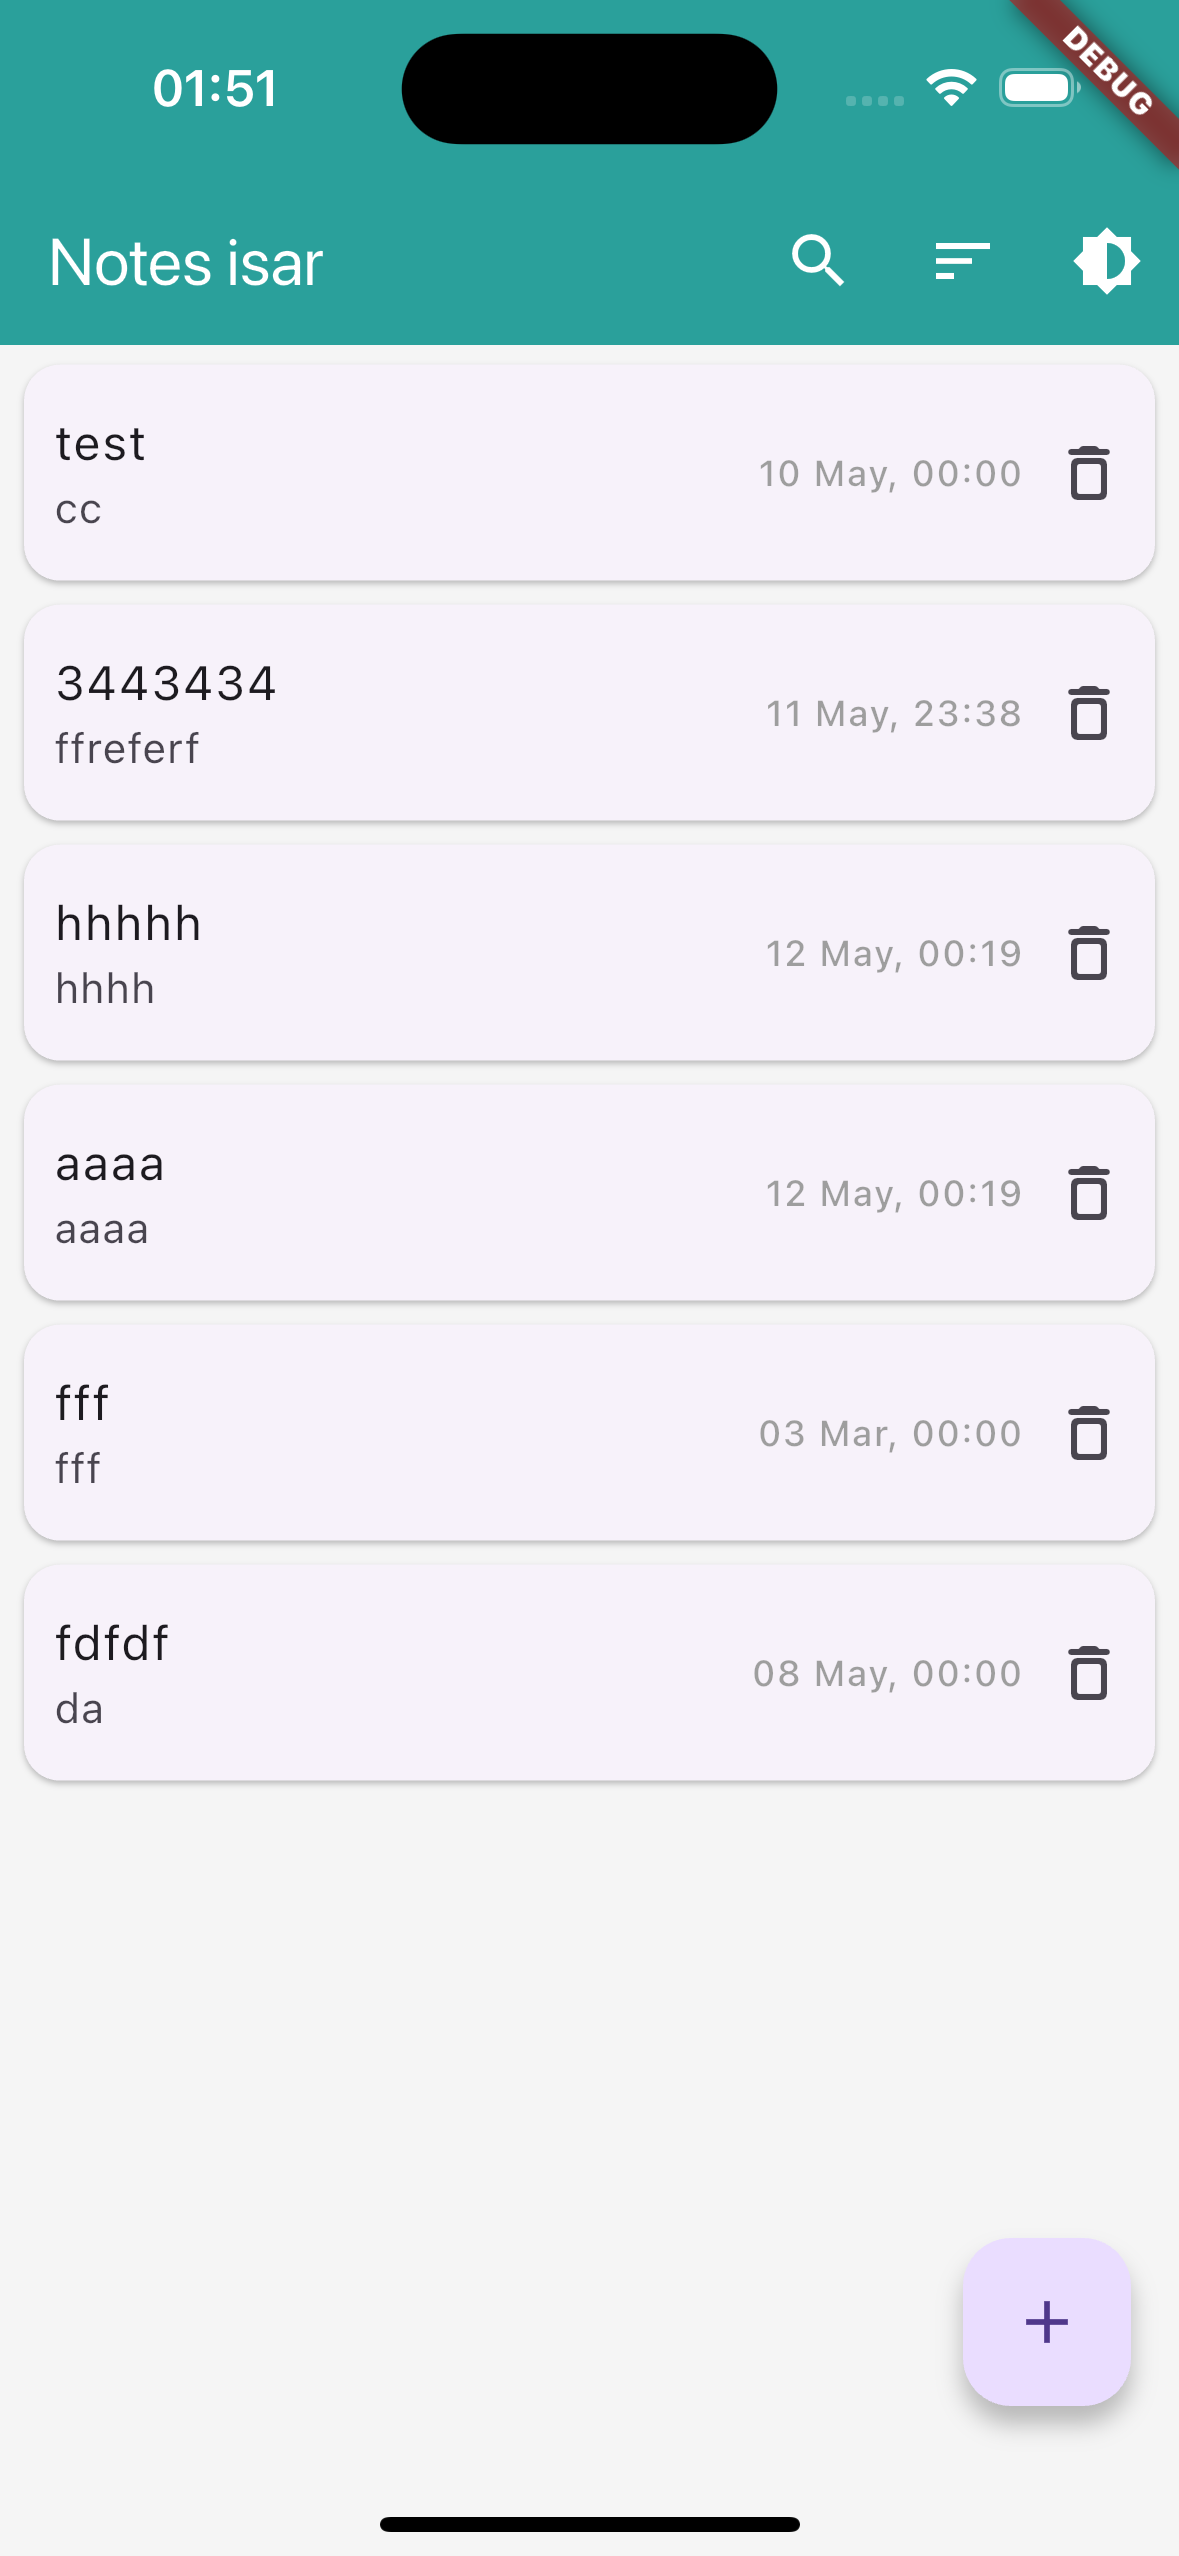 01:51
DEBUG
Notes isar
test
cc
10 May, 00:00
3443434
ffreferf
11 May, 23:38
hhhhh
hhhh
12 May, 00:19
aaaa
aaaa
12 May, 00:19
fff
fff
03 Mar, 00:00
fdfdf
da
08 May, 00:00